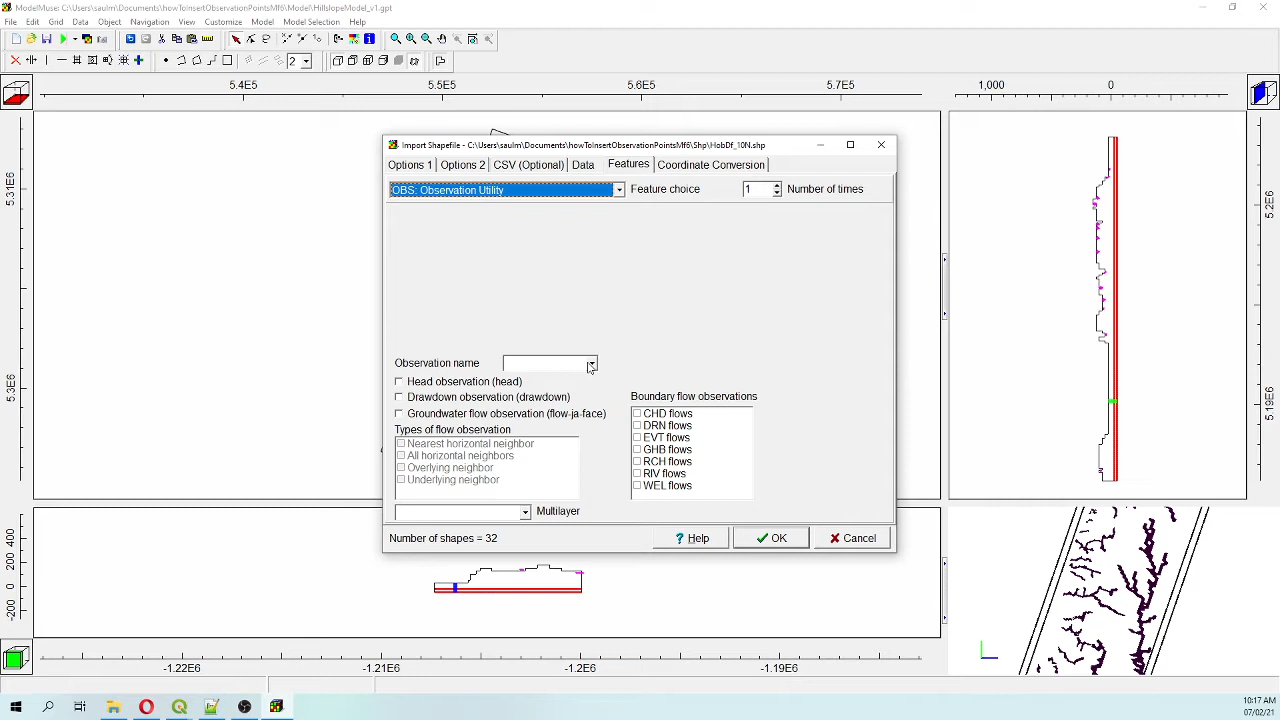 ModelMuse: C:\Users\saulm\Documents\howToInsertObservationPointsMf6\Model\HillslopeModel_v1.gpt
File Edit Grid Data Object Navigation View Customize Model Model Selection Help
2
5.4E5 5.5E5 5.6E5 5.7E5
1,000 0
5.31E6
5.3E6
5.2E6
5.19E6
Import Shapefile - C:\Users\saulm\Documents\howToInsertObservationPointsMf6\Shp\HobDf_10N.shp
Options 1 Options 2 CSV (Optional) Data Features Coordinate Conversion
OBS: Observation Utility Feature choice 1 Number of times
Observation name
Head observation (head)
Drawdown observation (drawdown)
Groundwater flow observation (flow-ja-face)
Types of flow observation
Nearest horizontal neighbor
All horizontal neighbors
Overlying neighbor
Underlying neighbor
Multilayer
Boundary flow observations
CHD flows
DRN flows
EVT flows
GHB flows
RCH flows
RIV flows
WEL flows
Number of shapes = 32 ? Help OK Cancel
400
200
0
-200
-1.22E6 -1.21E6 -1.2E6 -1.19E6
10:17 AM
07/02/21